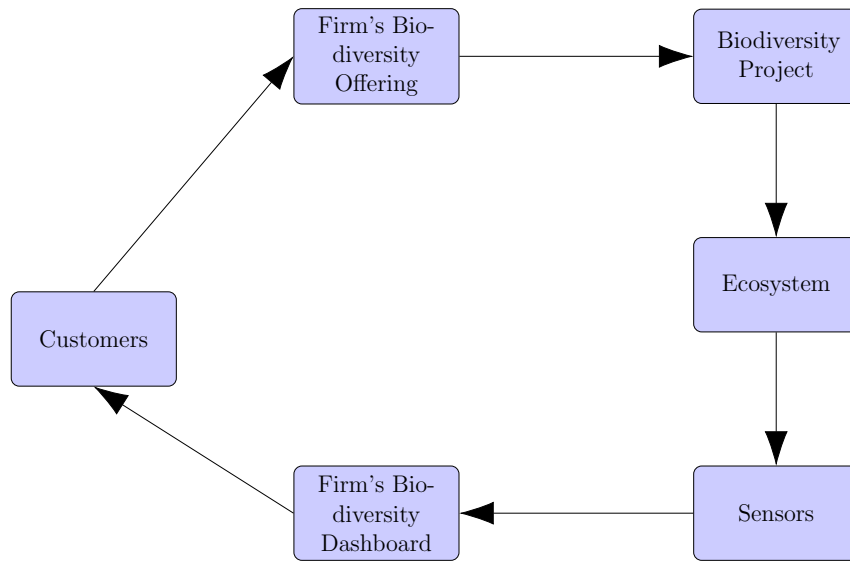 Firm's Bio-
diversity
Offering
Biodiversity
Project
Ecosystem
Customers
Firm's Bio-
diversity
Dashboard
Sensors